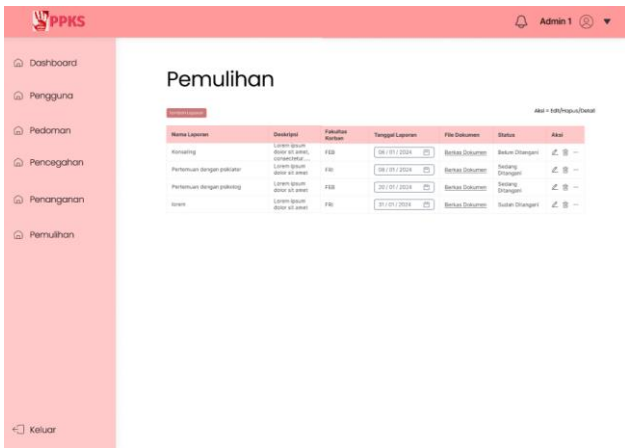 PPKS
Admin 1
Dashboard
Pengguna
Pedoman
Pencegahan
Penanganan
Pemulihan
Keluar
Pemulihan
Aksi = Edit/Hapus/Detail
Nama Laporan Deskripsi Fakultas Korban Tanggal Laporan File Dokumen Status Aksi
Konseling Lorem ipsum dolor sit amet, consectetur.... FEB 08 / 01 / 2024 Berkas Dokumen Belum Ditangani
Pertemuan dengan psikiater Lorem ipsum dolor sit amet 08 / 01 / 2024 Berkas Dokumen Sedang Ditangani
Pertemuan dengan psikolog Lorem ipsum dolor sit amet FEB 20 / 01 / 2024 Berkas Dokumen Sedang Ditangani
lorem Lorem ipsum dolor sit amet 31 / 01 / 2024 Berkas Dokumen Sudah Ditangani